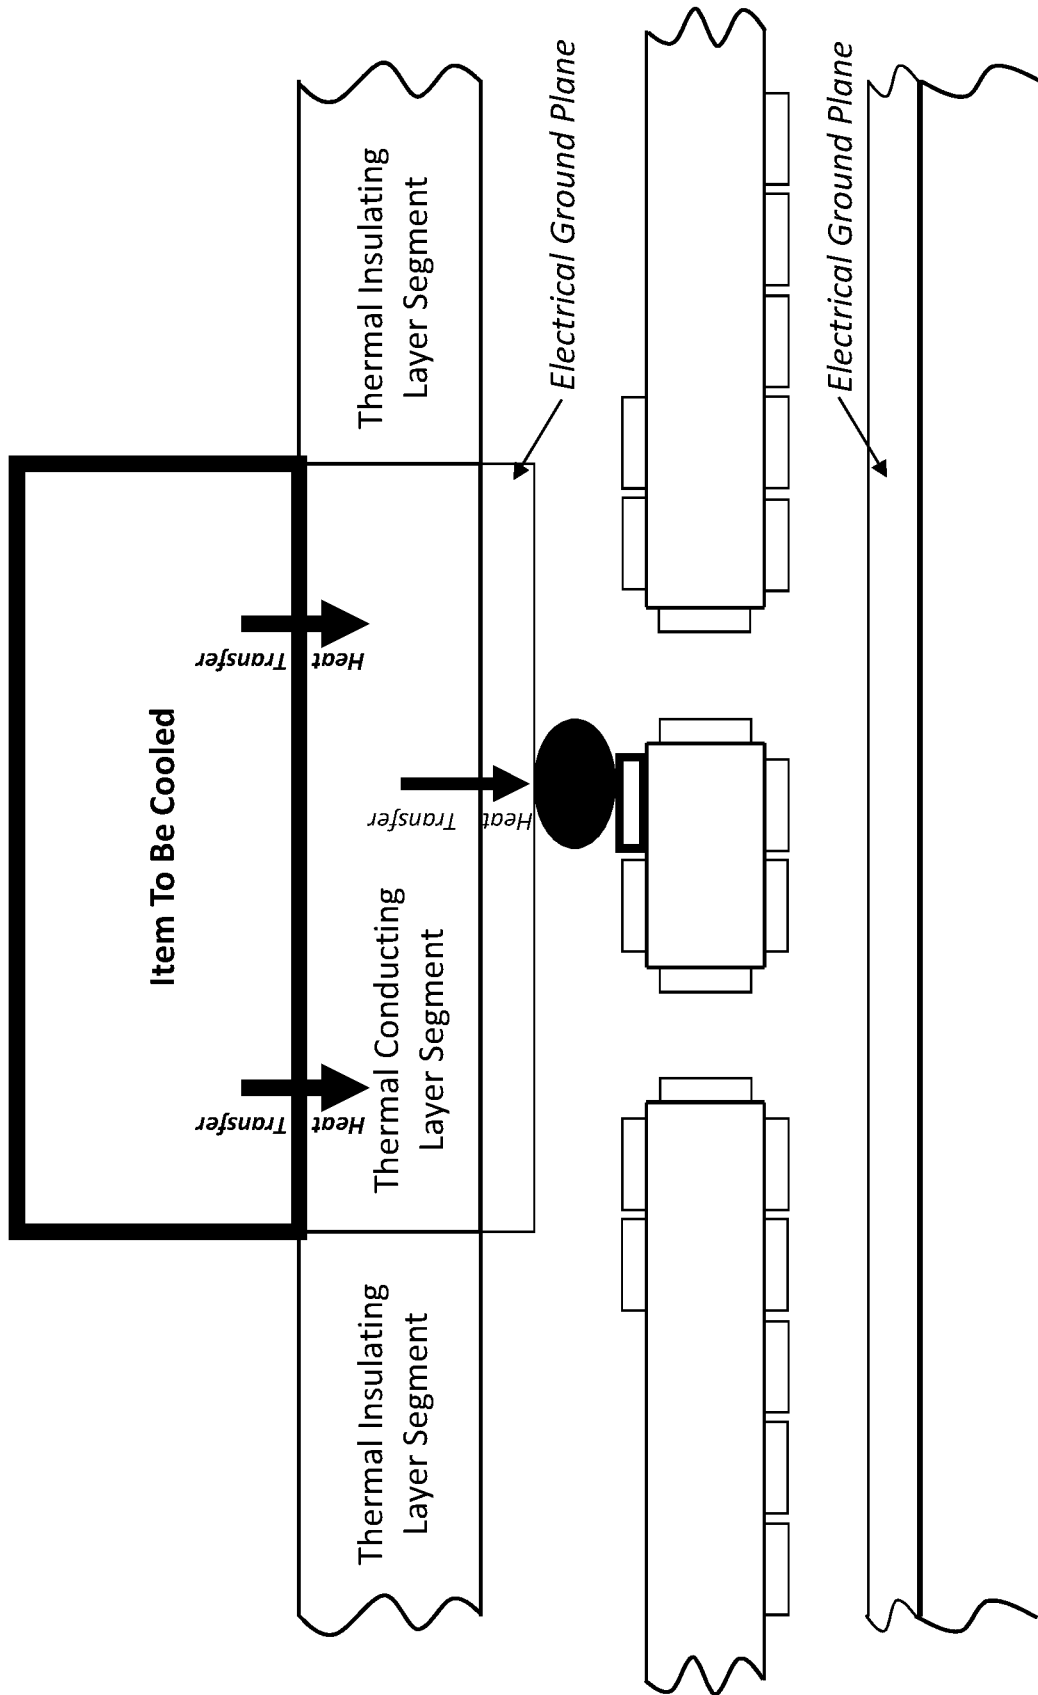 Item To Be Cooled
Heat Transfer
Heat Transfer
Thermal Insulating
Layer Segment
Thermal Conducting
Layer Segment
Heat Transfer
Thermal Insulating
Layer Segment
Electrical Ground Plane
Electrical Ground Plane